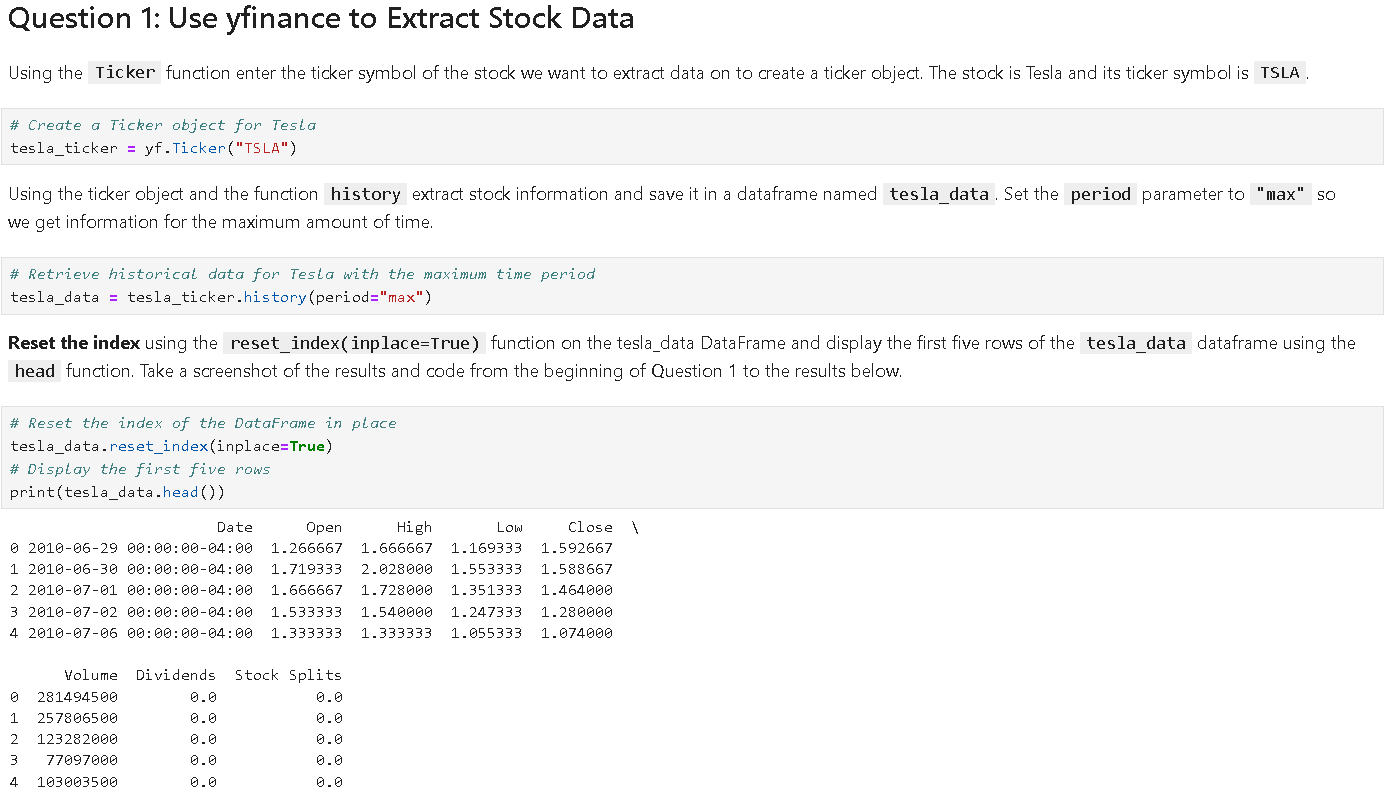 Question 1: Use yfinance to Extract Stock Data
Using the Ticker function enter the ticker symbol of the stock we want to extract data on to create a ticker object. The stock is Tesla and its ticker symbol is TSLA.
# Create a Ticker object for Tesla
tesla_ticker = yf.Ticker("TSLA")
Using the ticker object and the function history extract stock information and save it in a dataframe named tesla_data. Set the period parameter to "max" so
we get information for the maximum amount of time.
# Retrieve historical data for Tesla with the maximum time period
tesla_data = tesla_ticker.history(period="max")
Reset the index using the reset_index(inplace=True) function on the tesla_data DataFrame and display the first five rows of the tesla_data dataframe using the
head function. Take a screenshot of the results and code from the beginning of Question 1 to the results below.
# Reset the index of the DataFrame in place
tesla_data.reset_index(inplace=True)
# Display the first five rows
print(tesla_data.head())
Date Open High Low Close \
0 2010-06-29 00:00:00-04:00 1.266667 1.666667 1.169333 1.592667
1 2010-06-30 00:00:00-04:00 1.719333 2.028000 1.553333 1.588667
2 2010-07-01 00:00:00-04:00 1.666667 1.728000 1.351333 1.464000
3 2010-07-02 00:00:00-04:00 1.533333 1.540000 1.247333 1.280000
4 2010-07-06 00:00:00-04:00 1.333333 1.333333 1.055333 1.074000
Volume Dividends Stock Splits
0 281494500 0.0 0.0
1 257806500 0.0 0.0
2 123282000 0.0 0.0
3 77097000 0.0 0.0
4 103003500 0.0 0.0